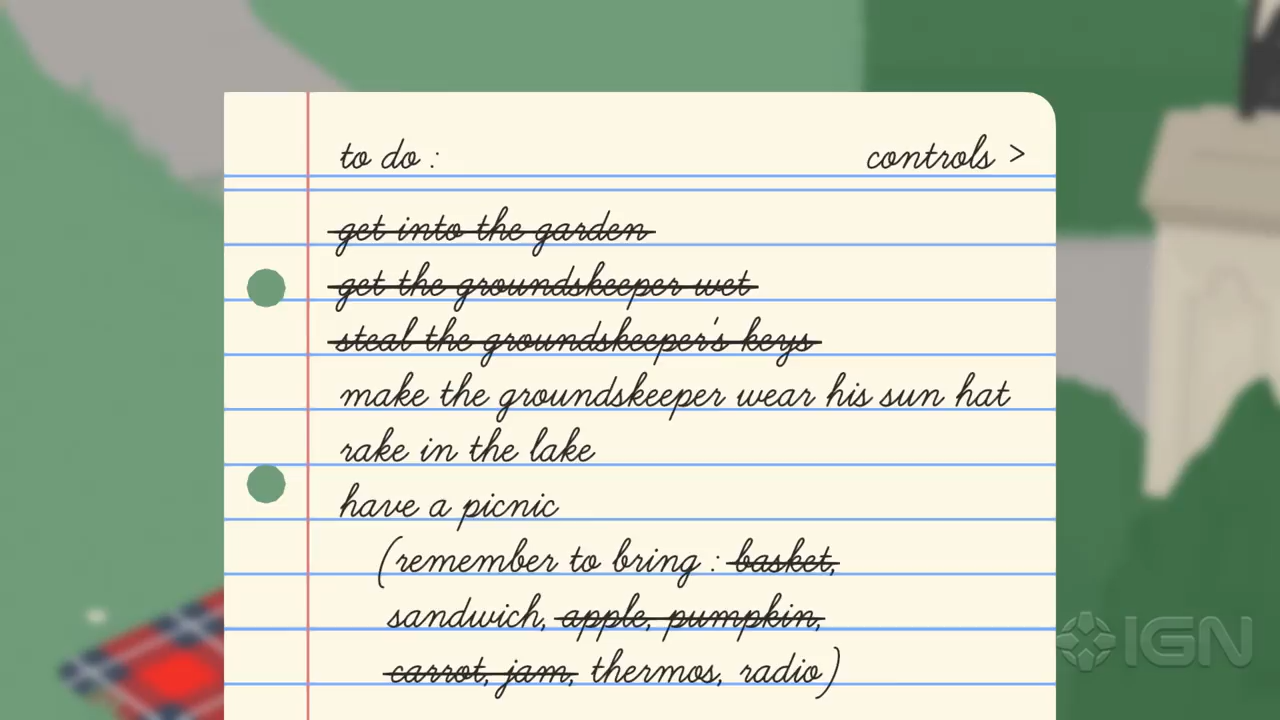 to do :
controls >
get into the garden
get the groundskeeper wet
steal the groundskeeper's keys
make the groundskeeper wear his sun hat
rake in the lake
have a picnic
(remember to bring : basket,
sandwich, apple, pumpkin,
carrot, jam, thermos, radio)
IGN